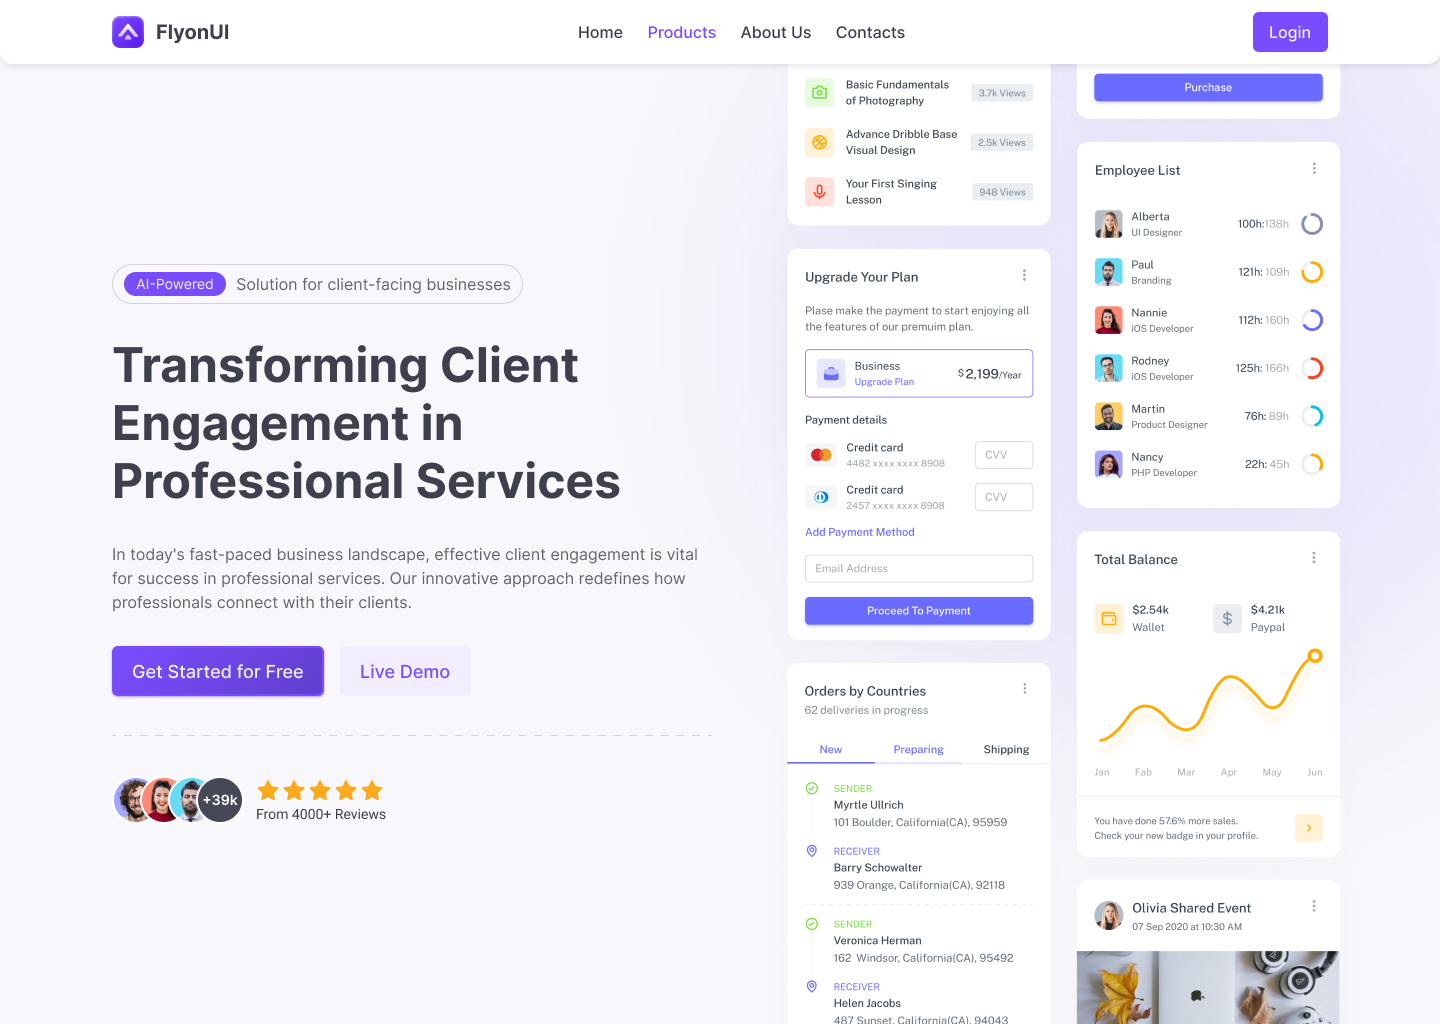 FlyonUI
Home
Products
About Us
Contacts
Login
AI-Powered
Solution for client-facing businesses
Transforming Client
Engagement in
Professional Services
In today's fast-paced business landscape, effective client engagement is vital
for success in professional services. Our innovative approach redefines how
professionals connect with their clients.
Get Started for Free
Live Demo
+39k
From 4000+ Reviews
Basic Fundamentals
of Photography
3.7k Views
Advance Dribble Base
Visual Design
2.5k Views
Your First Singing
Lesson
948 Views
Upgrade Your Plan
Plase make the payment to start enjoying all
the features of our premuim plan.
Business
Upgrade Plan
$2,199/Year
Payment details
Credit card
4482 xxxx xxxx 8908
CVV
Credit card
2457 xxxx xxxx 8908
CVV
Add Payment Method
Email Address
Proceed To Payment
Orders by Countries
62 deliveries in progress
New
Preparing
Shipping
SENDER
Myrtle Ullrich
101 Boulder, California(CA), 95959
RECEIVER
Barry Schowalter
939 Orange, California(CA), 92118
SENDER
Veronica Herman
162 Windsor, California(CA), 95492
RECEIVER
Helen Jacobs
487 Sunset, California(CA), 94043
Purchase
Employee List
Alberta
UI Designer
100h:138h
Paul
Branding
121h: 109h
Nannie
iOS Developer
112h: 160h
Rodney
iOS Developer
125h: 166h
Martin
Product Designer
76h: 89h
Nancy
PHP Developer
22h: 45h
Total Balance
$2.54k
Wallet
$
$4.21k
Paypal
Jan
Fab
Mar
Apr
May
Jun
You have done 57.6% more sales.
Check your new badge in your profile.
Olivia Shared Event
07 Sep 2020 at 10:30 AM